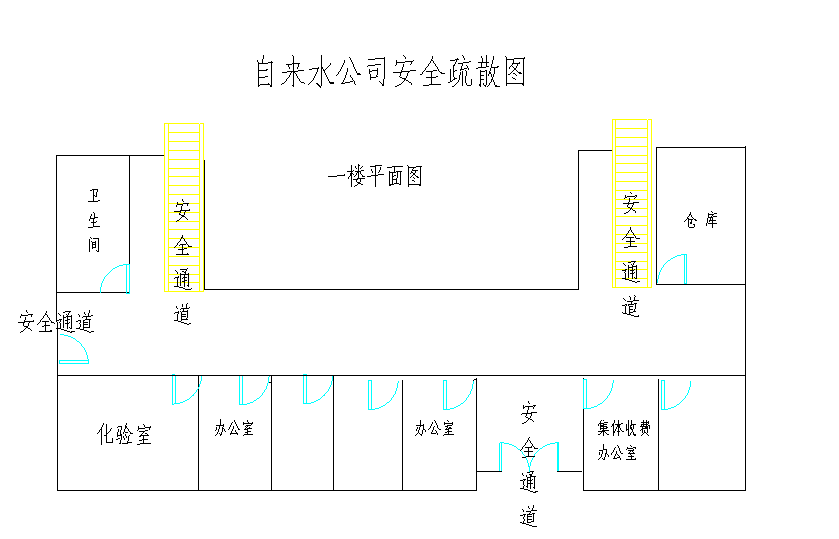 自来水公司安全疏散图
一楼平面图
卫生间
安全通道
安全通道
仓库
安全通道
化验室
办公室
办公室
安全通道
集体收费
办公室